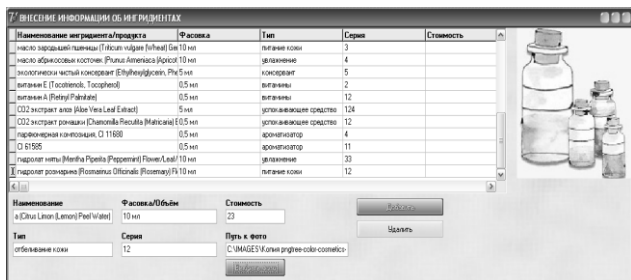 ВНЕСЕНИЕ ИНФОРМАЦИИ ОБ ИНГРИДИЕНТАХ
Наименование ингридиента/продукта Фасовка Тип Серия Стоимость
масло зародышей пшеницы (Triticum vulgare (Wheat) Ger 10 мл питание кожи 3
масло абрикосовых косточек (Prunus Armeniaca (Apricot 10 мл увлажнение 4
экологически чистый консервант (Ethylhexylglycerin, Phe 5 мл консервант 5
витамин Е (Tocotrienols, Tocopherol) 0,5 мл витамины 2
витамин А (Retinyl Palmitate) 0,5 мл витамины 12
СО2 экстракт алоэ (Aloe Vera Leaf Extract) 5 мл успокаивающее средство 124
СО2 экстракт ромашки (Chamomilla Recutita (Matricaria) E 0,5 мл успокаивающее средство 12
парфюмерная композиция, CI 11680 0,5 мл ароматизатор 4
CI 61585 0,5 мл ароматизатор 11
гидролат мяты (Mentha Piperita (Peppermint) Flower/Leaf/ 10 мл увлажнение 33
гидролат розмарина (Rosmarinus Officinalis (Rosemary) Fl 10 мл питание кожи 12
Наименование Фасовка/Объём Стоимость
a (Citrus Limon (Lemon) Peel Water) 10 мл 23
Удалить
Тип Серия Путь к фото
отбеливание кожи 12 C:\IMAGES\Копия pngtree-color-cosmetics-